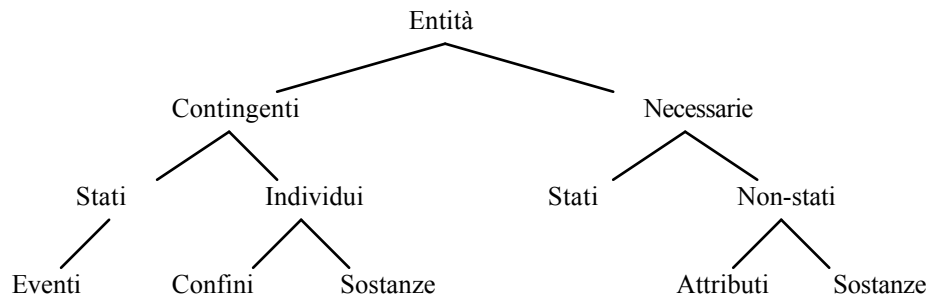 Entità
Contingenti Necessarie
Stati Individui Stati Non-stati
Eventi Confini Sostanze Attributi Sostanze